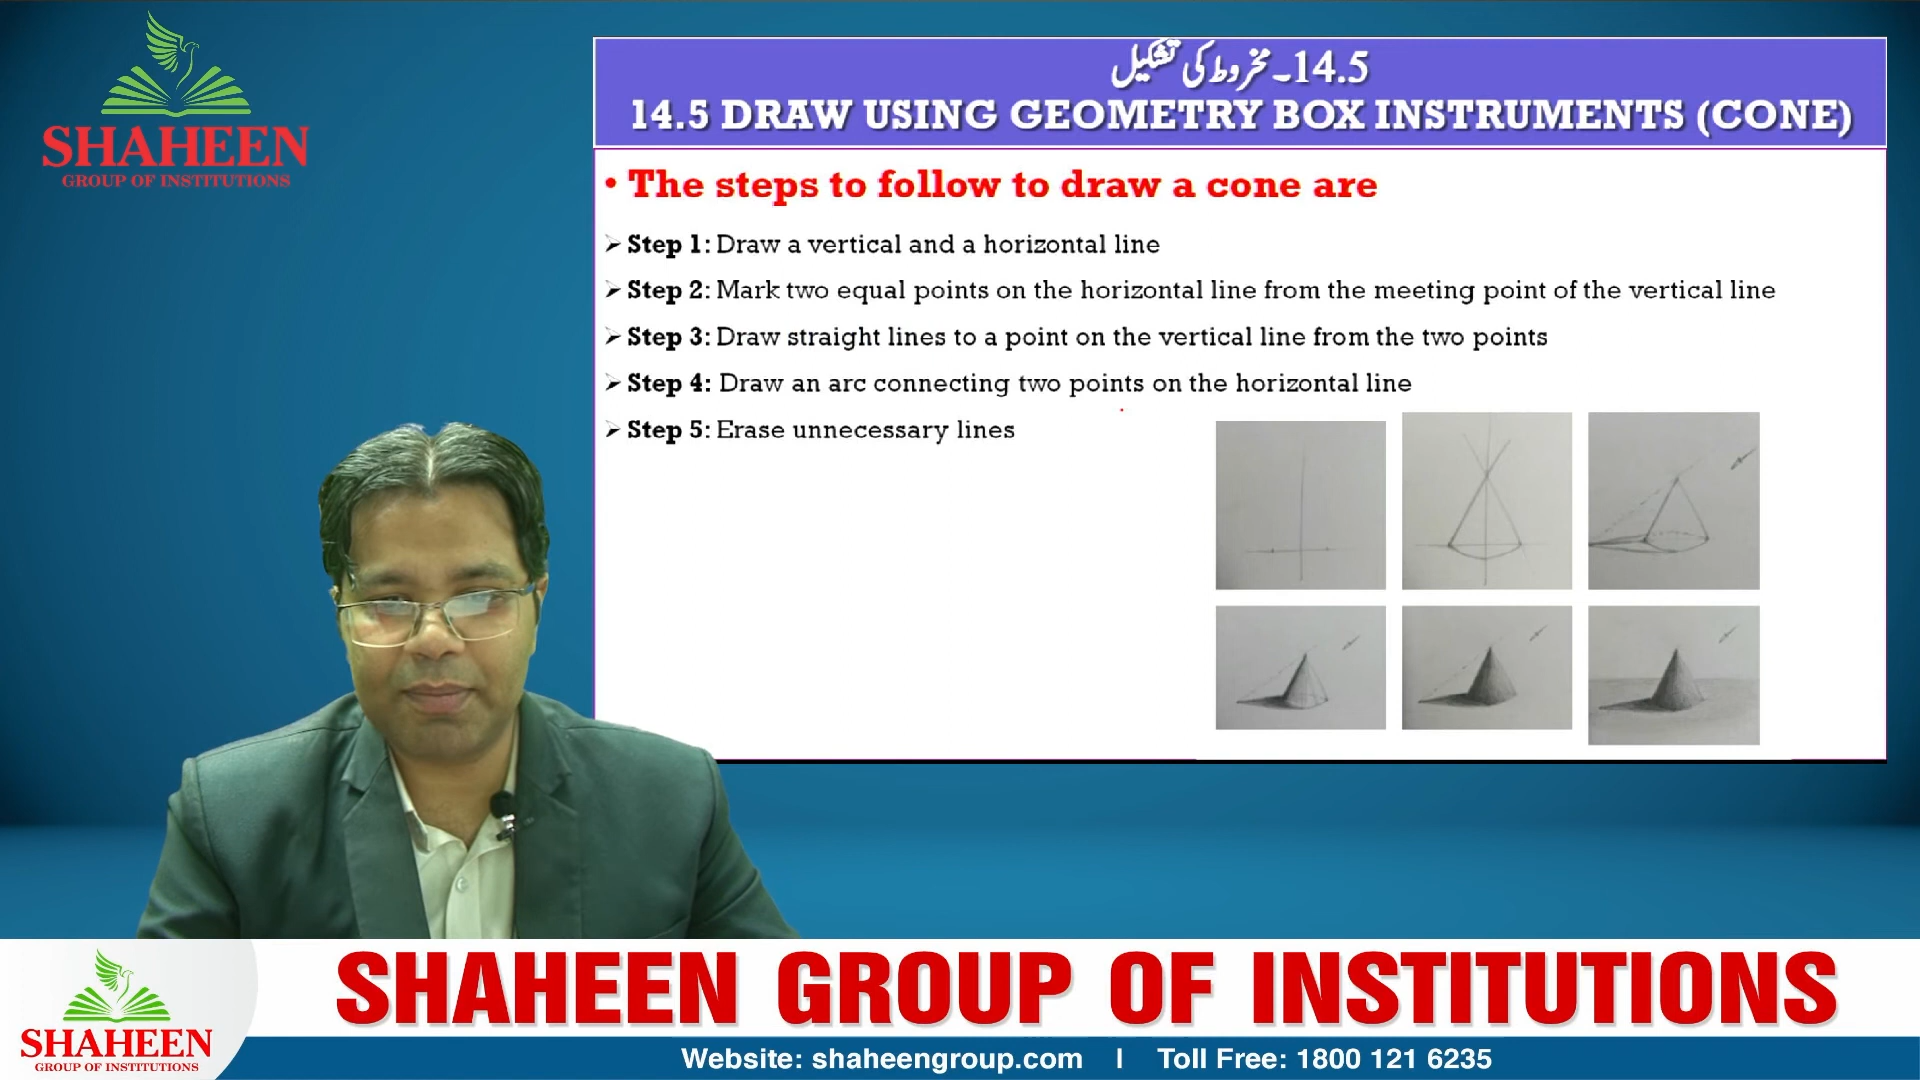 SHAHEEN
GROUP OF INSTITUTIONS
14.5۔ مخروط کی تشکیل
14.5 DRAW USING GEOMETRY BOX INSTRUMENTS (CONE)
• The steps to follow to draw a cone are
➢ Step 1: Draw a vertical and a horizontal line
➢ Step 2: Mark two equal points on the horizontal line from the meeting point of the vertical line
➢ Step 3: Draw straight lines to a point on the vertical line from the two points
➢ Step 4: Draw an arc connecting two points on the horizontal line
➢ Step 5: Erase unnecessary lines
SHAHEEN
GROUP OF INSTITUTIONS
SHAHEEN GROUP OF INSTITUTIONS
Website: shaheengroup.com | Toll Free: 1800 121 6235